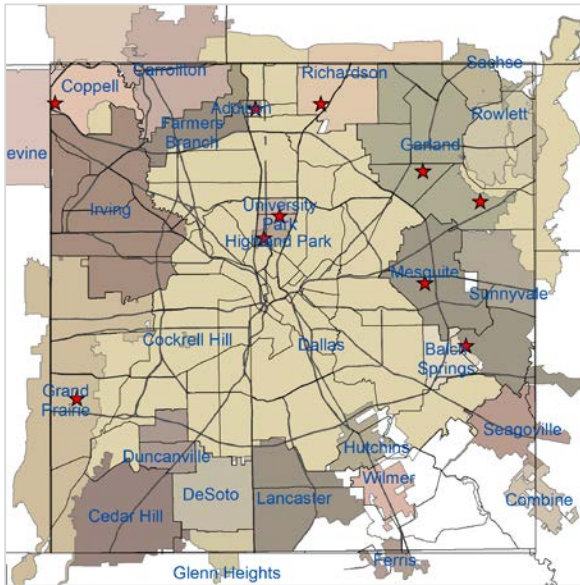 Sachse
Carrollton
Richardson
Coppell
Rowlett
Addison
Farmers
Branch
Garland
evine
Irving
University
Park
Highland Park
Mesquite
Sunnyvale
Cockrell Hill
Dallas
Balch
Springs
Grand
Prairie
Seagoville
Hutchins
Duncanville
Wilmer
DeSoto
Lancaster
Combine
Cedar Hill
Ferris
Glenn Heights